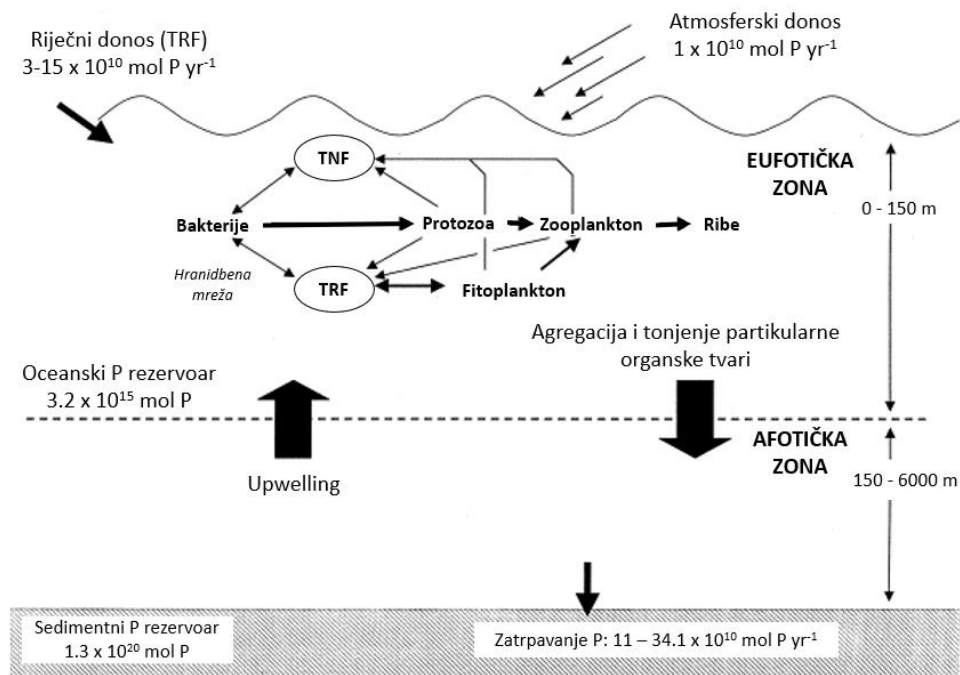 Riječni donos (TRF)
3-15 x 10¹⁰ mol P yr⁻¹
Atmosferski donos
1 x 10¹⁰ mol P yr⁻¹
TNF
EUFOTIČKA
ZONA
0 - 150 m
Bakterije
Protozoa
Zooplankton
Ribe
Hranidbena
mreža
TRF
Fitoplankton
Agregacija i tonjenje partikularne
organske tvari
Oceanski P rezervoar
3.2 x 10¹⁵ mol P
AFOTIČKA
ZONA
150 - 6000 m
Upwelling
Sedimentni P rezervoar
1.3 x 10²⁰ mol P
Zatrpavanje P: 11 – 34.1 x 10¹⁰ mol P yr⁻¹